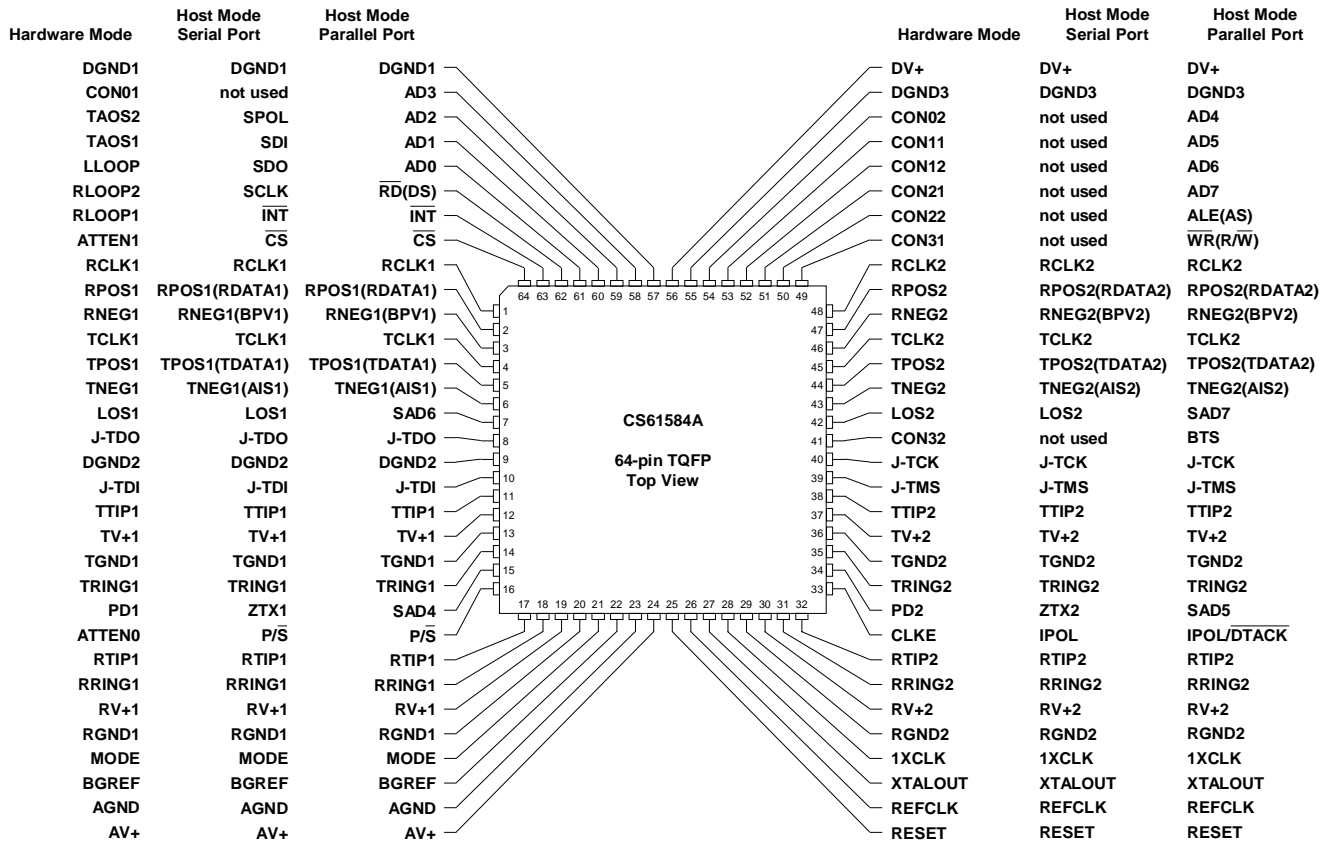 Hardware Mode Host Mode Serial Port Host Mode Parallel Port
DGND1 DGND1 DGND1
CON01 not used AD3
TAOS2 SPOL AD2
TAOS1 SDI AD1
LLOOP SDO AD0
RLOOP2 SCLK R̅D̅(DS)
RLOOP1 I̅N̅T̅ I̅N̅T̅
ATTEN1 C̅S̅ C̅S̅
RCLK1 RCLK1 RCLK1
RPOS1 RPOS1(RDATA1) RPOS1(RDATA1)
RNEG1 RNEG1(BPV1) RNEG1(BPV1)
TCLK1 TCLK1 TCLK1
TPOS1 TPOS1(TDATA1) TPOS1(TDATA1)
TNEG1 TNEG1(AIS1) TNEG1(AIS1)
LOS1 LOS1 SAD6
J-TDO J-TDO J-TDO
DGND2 DGND2 DGND2
J-TDI J-TDI J-TDI
TTIP1 TTIP1 TTIP1
TV+1 TV+1 TV+1
TGND1 TGND1 TGND1
TRING1 TRING1 TRING1
PD1 ZTX1 SAD4
ATTEN0 P/S̅ P/S̅
RTIP1 RTIP1 RTIP1
RRING1 RRING1 RRING1
RV+1 RV+1 RV+1
RGND1 RGND1 RGND1
MODE MODE MODE
BGREF BGREF BGREF
AGND AGND AGND
AV+ AV+ AV+
64 63 62 61 60 59 58 57 56 55 54 53 52 51 50 49
1
2
3
4
5
6
7
8
9
10
11
12
13
14
15
16
CS61584A
64-pin TQFP
Top View
48
47
46
45
44
43
42
41
40
39
38
37
36
35
34
33
17 18 19 20 21 22 23 24 25 26 27 28 29 30 31 32
Hardware Mode Host Mode Serial Port Host Mode Parallel Port
DV+ DV+ DV+
DGND3 DGND3 DGND3
CON02 not used AD4
CON11 not used AD5
CON12 not used AD6
CON21 not used AD7
CON22 not used ALE(AS)
CON31 not used W̅R̅(R/W̅)
RCLK2 RCLK2 RCLK2
RPOS2 RPOS2(RDATA2) RPOS2(RDATA2)
RNEG2 RNEG2(BPV2) RNEG2(BPV2)
TCLK2 TCLK2 TCLK2
TPOS2 TPOS2(TDATA2) TPOS2(TDATA2)
TNEG2 TNEG2(AIS2) TNEG2(AIS2)
LOS2 LOS2 SAD7
CON32 not used BTS
J-TCK J-TCK J-TCK
J-TMS J-TMS J-TMS
TTIP2 TTIP2 TTIP2
TV+2 TV+2 TV+2
TGND2 TGND2 TGND2
TRING2 TRING2 TRING2
PD2 ZTX2 SAD5
CLKE IPOL IPOL/D̅T̅A̅C̅K̅
RTIP2 RTIP2 RTIP2
RRING2 RRING2 RRING2
RV+2 RV+2 RV+2
RGND2 RGND2 RGND2
1XCLK 1XCLK 1XCLK
XTALOUT XTALOUT XTALOUT
REFCLK REFCLK REFCLK
RESET RESET RESET